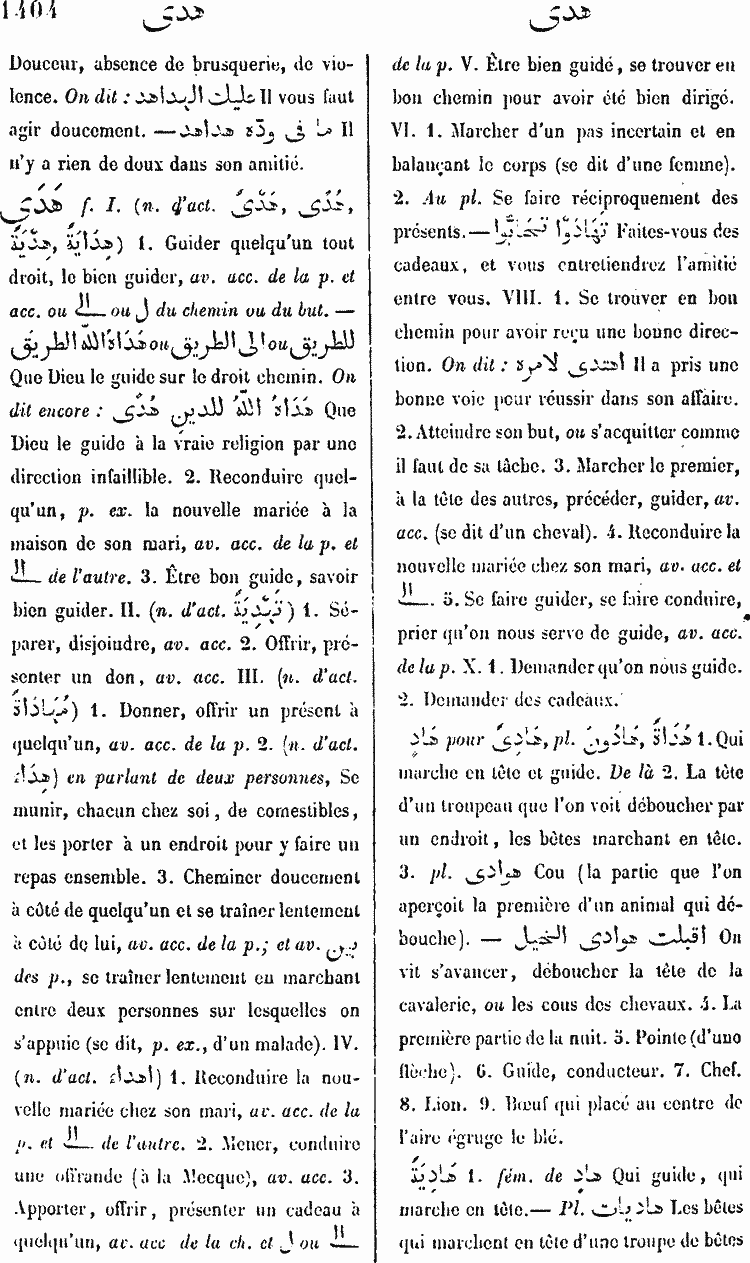 1404
هدى
هدى
Douceur, absence de brusquerie, de vio-
lence. On dit : عليك البداهد Il vous faut
agir doucement. — ما فى ودّه هداهد Il
n'y a rien de doux dans son amitié.
هَدَى f. I. (n. d'act. هَدْىٌ, هُدًى,
هِدْيَةٌ, هِدَايَةٌ) 1. Guider quelqu'un tout
droit, le bien guider, av. acc. de la p. et
acc. ou الى ou ل du chemin ou du but. —
هَدَاهُ اللّٰه الطريق ou الى الطريق ou للطريق
Que Dieu le guide sur le droit chemin. On
dit encore : هَدَاهُ اللّٰه للدين هُدًى Que
Dieu le guide à la vraie religion par une
direction infaillible. 2. Reconduire quel-
qu'un, p. ex. la nouvelle mariée à la
maison de son mari, av. acc. de la p. et
الى de l'autre. 3. Être bon guide, savoir
bien guider. II. (n. d'act. تَهْدِيَةٌ) 1. Sé-
parer, disjoindre, av. acc. 2. Offrir, pré-
senter un don, av. acc. III. (n. d'act.
مُهَادَاةٌ) 1. Donner, offrir un présent à
quelqu'un, av. acc. de la p. 2. (n. d'act.
هداء) en parlant de deux personnes, Se
munir, chacun chez soi, de comestibles,
et les porter à un endroit pour y faire un
repas ensemble. 3. Cheminer doucement
à côté de quelqu'un et se traîner lentement
à côté de lui, av. acc. de la p.; et av. بين
des p., se traîner lentement en marchant
entre deux personnes sur lesquelles on
s'appuie (se dit, p. ex., d'un malade). IV.
(n. d'act. اهداء) 1. Reconduire la nou-
velle mariée chez son mari, av. acc. de la
p. et الى de l'autre. 2. Mener, conduire
une offrande (à la Mecque), av. acc. 3.
Apporter, offrir, présenter un cadeau à
quelqu'un, av. acc de la ch. et ل ou الى
de la p. V. Être bien guidé, se trouver en
bon chemin pour avoir été bien dirigé.
VI. 1. Marcher d'un pas incertain et en
balançant le corps (se dit d'une femme).
2. Au pl. Se faire réciproquement des
présents. — تَهَادَوْا تَحَابُّوا Faites-vous des
cadeaux, et vous entretiendrez l'amitié
entre vous. VIII. 1. Se trouver en bon
chemin pour avoir reçu une bonne direc-
tion. On dit : اهتدى لامره Il a pris une
bonne voie pour réussir dans son affaire.
2. Atteindre son but, ou s'acquitter comme
il faut de sa tâche. 3. Marcher le premier,
à la tête des autres, précéder, guider, av.
acc. (se dit d'un cheval). 4. Reconduire la
nouvelle mariée chez son mari, av. acc. et
الى. 5. Se faire guider, se faire conduire,
prier qu'on nous serve de guide, av. acc.
de la p. X. 1. Demander qu'on nous guide.
2. Demander des cadeaux.
هَادٍ pour هَادِىٌ, pl. هَادُونَ, هُدَاةٌ 1. Qui
marche en tête et guide. De là 2. La tête
d'un troupeau que l'on voit déboucher par
un endroit, les bêtes marchant en tête.
3. pl. هوادى Cou (la partie que l'on
aperçoit la première d'un animal qui dé-
bouche). — اقبلت هوادى الخيل On
vit s'avancer, déboucher la tête de la
cavalerie, ou les cous des chevaux. 4. La
première partie de la nuit. 5. Pointe (d'une
flèche). 6. Guide, conducteur. 7. Chef.
8. Lion. 9. Bœuf qui placé au centre de
l'aire égruge le blé.
هَادِيَةٌ 1. fém. de هاد Qui guide, qui
marche en tête. — Pl. هاديات Les bêtes
qui marchent en tête d'une troupe de bêtes